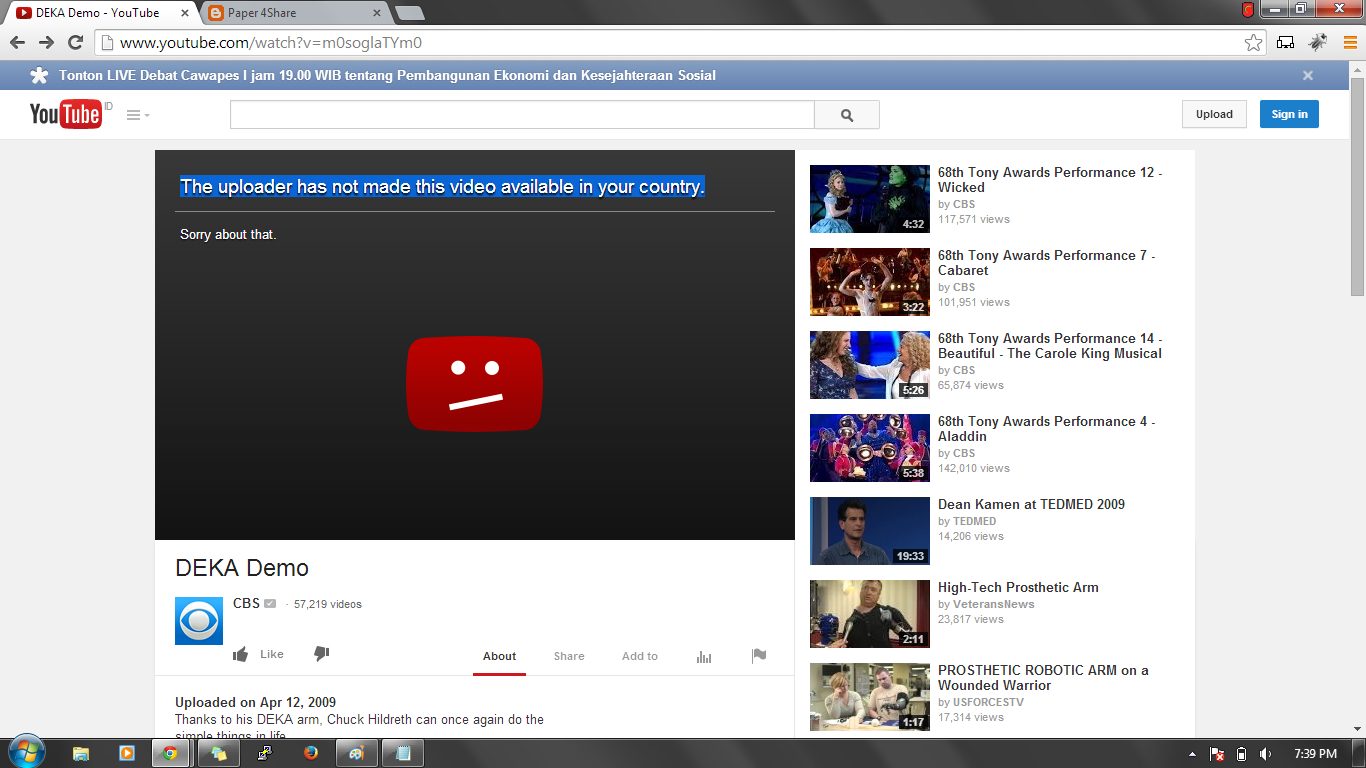 DEKA Demo - YouTube
Paper 4Share
www.youtube.com/watch?v=m0soglaTYm0
Tonton LIVE Debat Cawapes I jam 19.00 WIB tentang Pembangunan Ekonomi dan Kesejahteraan Sosial
YouTube ID
Upload
Sign in
The uploader has not made this video available in your country.
Sorry about that.
DEKA Demo
CBS · 57,219 videos
Like
About
Share
Add to
Uploaded on Apr 12, 2009
Thanks to his DEKA arm, Chuck Hildreth can once again do the
simple things in life
68th Tony Awards Performance 12 -
Wicked
by CBS
117,571 views
4:32
68th Tony Awards Performance 7 -
Cabaret
by CBS
101,951 views
3:22
68th Tony Awards Performance 14 -
Beautiful - The Carole King Musical
by CBS
65,874 views
5:26
68th Tony Awards Performance 4 -
Aladdin
by CBS
142,010 views
5:38
Dean Kamen at TEDMED 2009
by TEDMED
14,206 views
19:33
High-Tech Prosthetic Arm
by VeteransNews
23,817 views
2:11
PROSTHETIC ROBOTIC ARM on a
Wounded Warrior
by USFORCESTV
17,314 views
1:17
7:39 PM